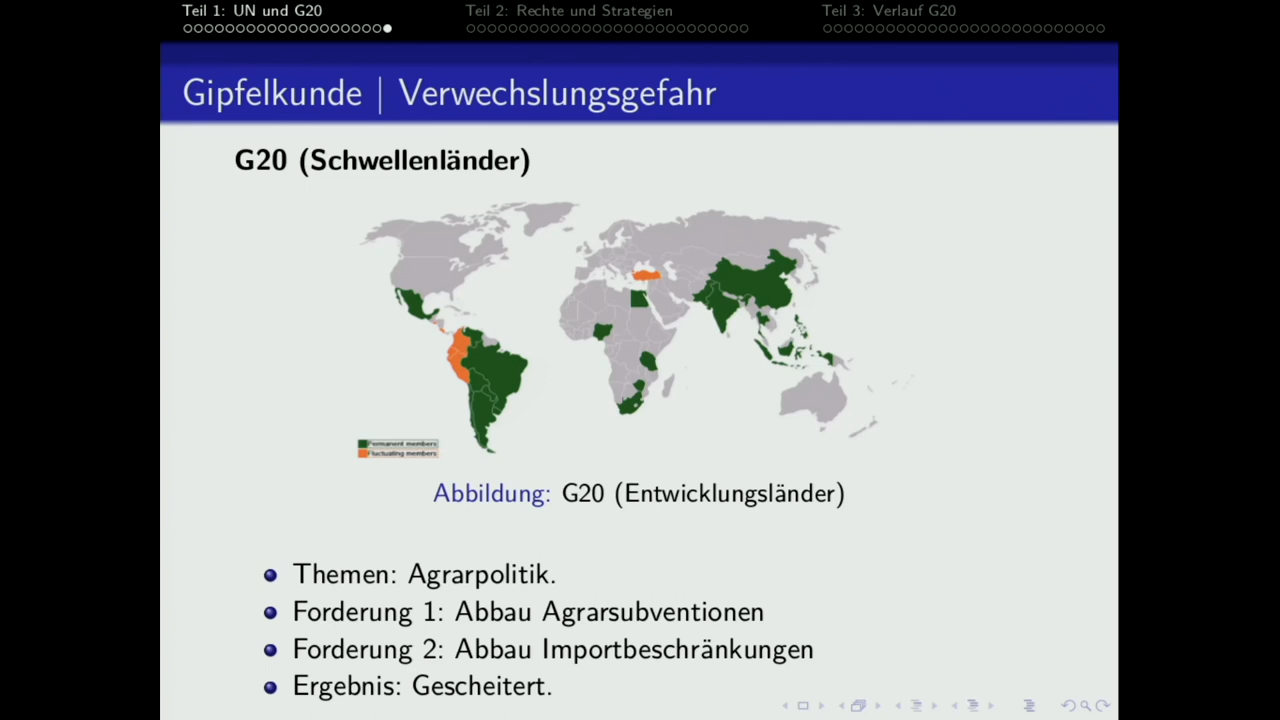 Teil 1: UN und G20
Teil 2: Rechte und Strategien
Teil 3: Verlauf G20
Gipfelkunde | Verwechslungsgefahr
G20 (Schwellenländer)
Permanent members
Fluctuating members
Abbildung: G20 (Entwicklungsländer)
Themen: Agrarpolitik.
Forderung 1: Abbau Agrarsubventionen
Forderung 2: Abbau Importbeschränkungen
Ergebnis: Gescheitert.